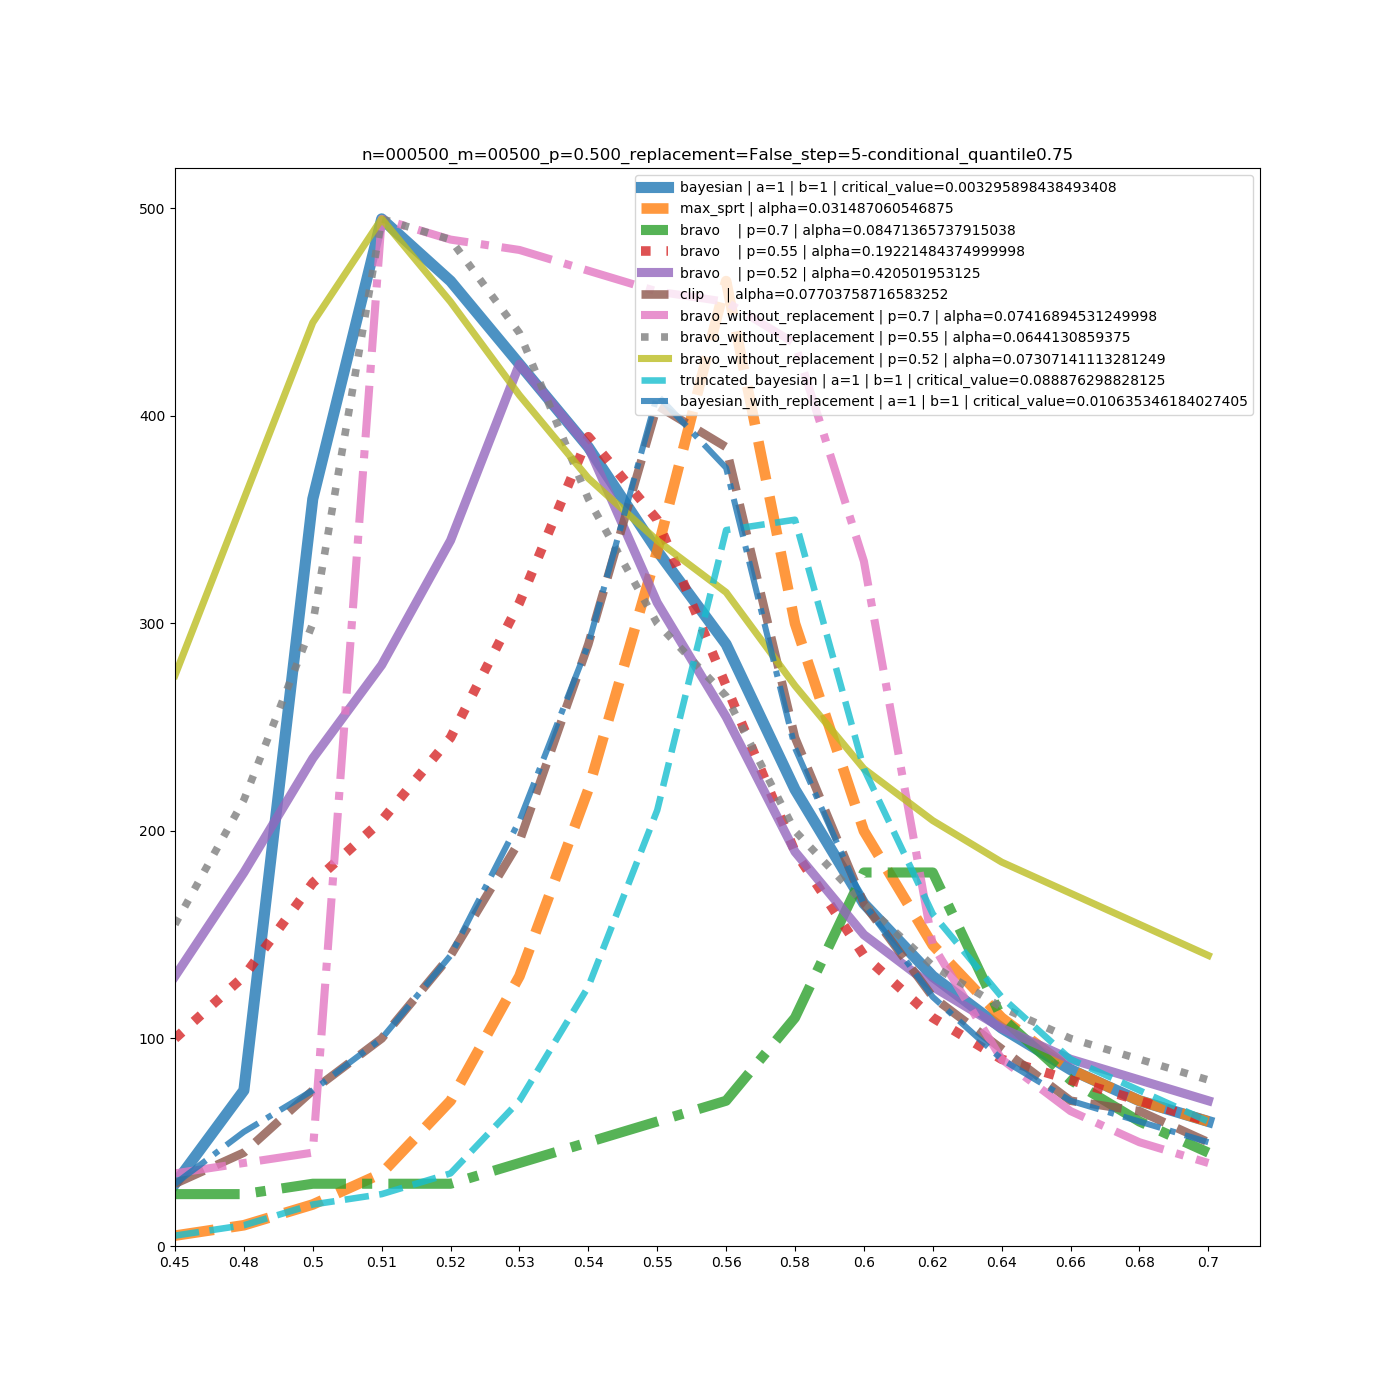 n=000500_m=00500_p=0.500_replacement=False_step=5-conditional_quantile0.75
bayesian | a=1 | b=1 | critical_value=0.003295898438493408
max_sprt | alpha=0.031487060546875
bravo | p=0.7 | alpha=0.08471365737915038
bravo | p=0.55 | alpha=0.19221484374999998
bravo | p=0.52 | alpha=0.420501953125
clip | alpha=0.07703758716583252
bravo_without_replacement | p=0.7 | alpha=0.07416894531249998
bravo_without_replacement | p=0.55 | alpha=0.0644130859375
bravo_without_replacement | p=0.52 | alpha=0.07307141113281249
truncated_bayesian | a=1 | b=1 | critical_value=0.088876298828125
bayesian_with_replacement | a=1 | b=1 | critical_value=0.010635346184027405
500
400
300
200
100
0
0.45 0.48 0.5 0.51 0.52 0.53 0.54 0.55 0.56 0.58 0.6 0.62 0.64 0.66 0.68 0.7